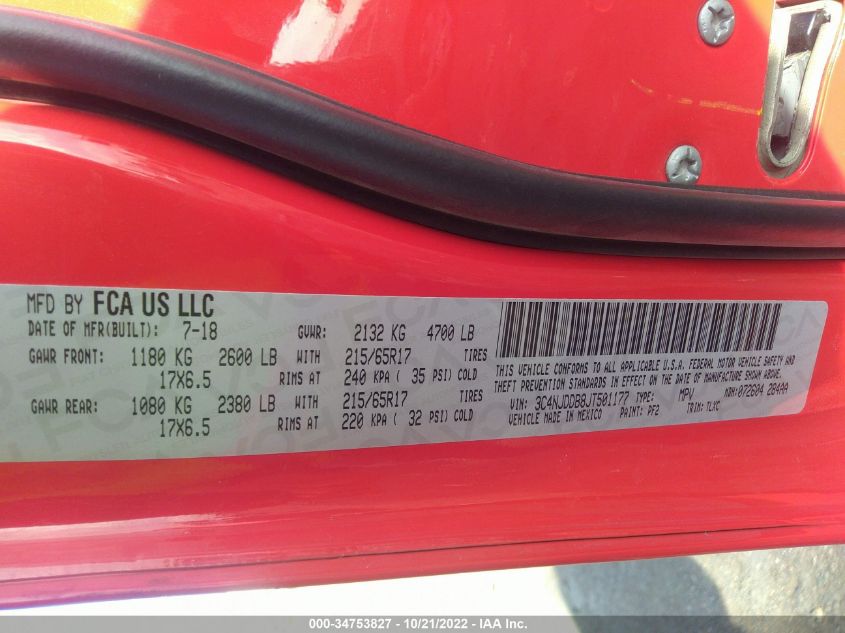 MFD BY FCA US LLC
DATE OF MFR(BUILT): 7-18 GVWR: 2132 KG 4700 LB
GAWR FRONT: 1180 KG 2600 LB WITH 215/65R17 TIRES
17X6.5 RIMS AT 240 KPA ( 35 PSI) COLD
GAWR REAR: 1080 KG 2380 LB WITH 215/65R17 TIRES
17X6.5 RIMS AT 220 KPA ( 32 PSI) COLD
THIS VEHICLE CONFORMS TO ALL APPLICABLE U.S.A. FEDERAL MOTOR VEHICLE SAFETY AND
THEFT PREVENTION STANDARDS IN EFFECT ON THE DATE OF MANUFACTURE SHOWN ABOVE.
VIN: 3C4NJDDB8JT501177 TYPE: MPV MDH:072604 284AA
VEHICLE MADE IN MEXICO PAINT: PF2 TRIM: TLXC
000-34753827 - 10/21/2022 - IAA Inc.